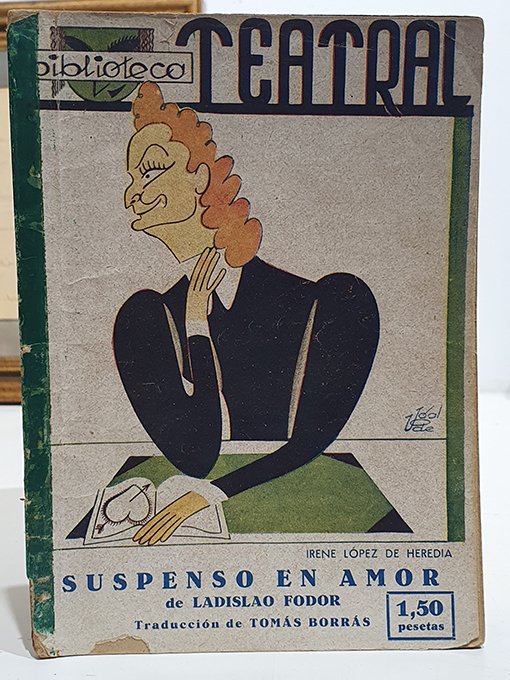 biblioteca
TEATRAL
IRENE LÓPEZ DE HEREDIA
SUSPENSO EN AMOR
de LADISLAO FODOR
Traducción de TOMÁS BORRÁS
1,50
pesetas